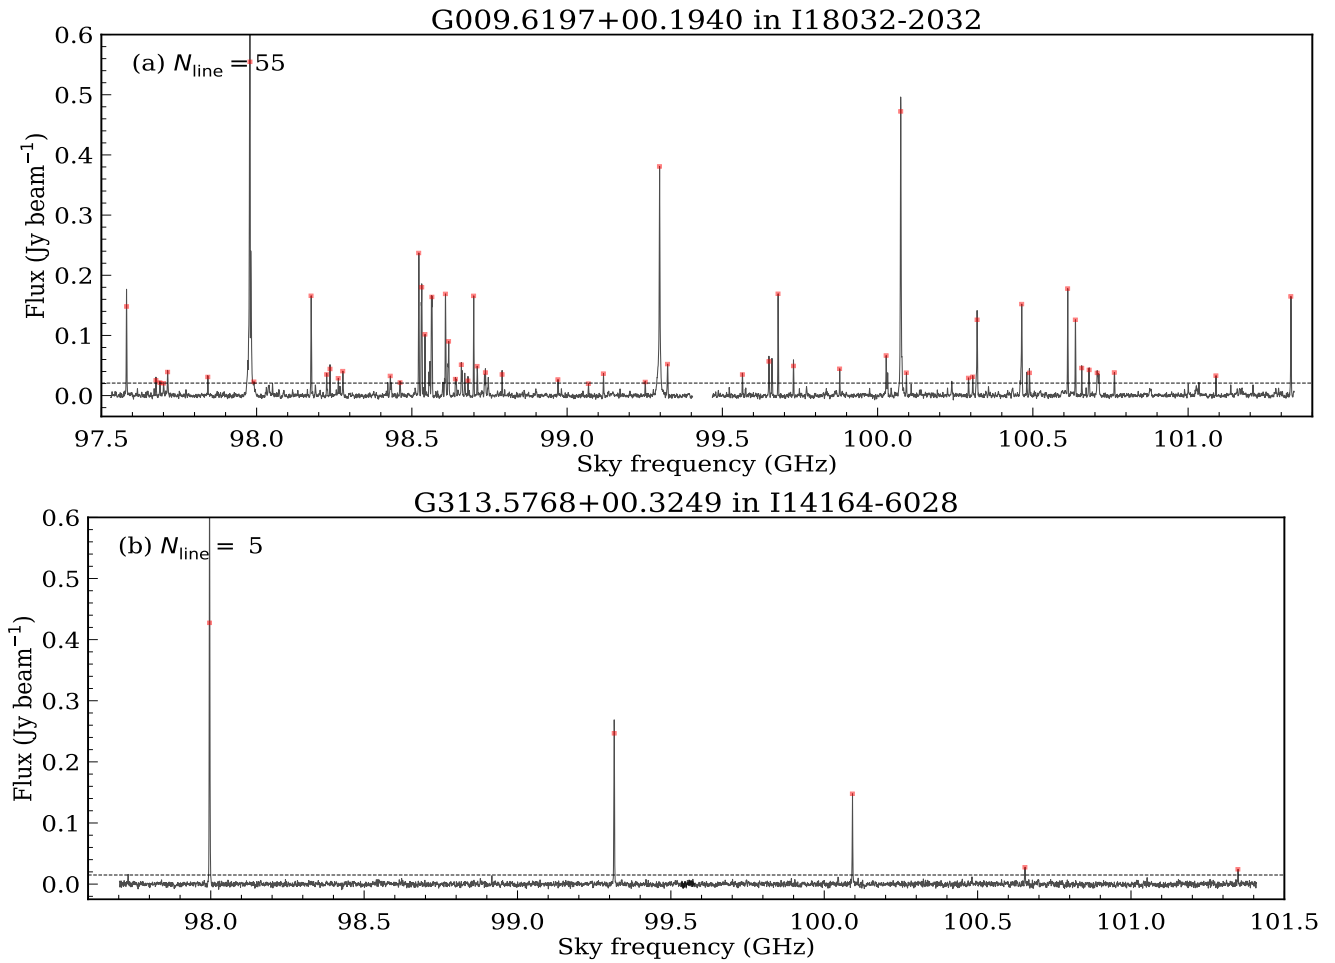 G009.6197+00.1940 in I18032-2032
(a) N_line = 55
Flux (Jy beam⁻¹)
0.6
0.5
0.4
0.3
0.2
0.1
0.0
97.5 98.0 98.5 99.0 99.5 100.0 100.5 101.0
Sky frequency (GHz)
G313.5768+00.3249 in I14164-6028
(b) N_line = 5
Flux (Jy beam⁻¹)
0.6
0.5
0.4
0.3
0.2
0.1
0.0
98.0 98.5 99.0 99.5 100.0 100.5 101.0 101.5
Sky frequency (GHz)